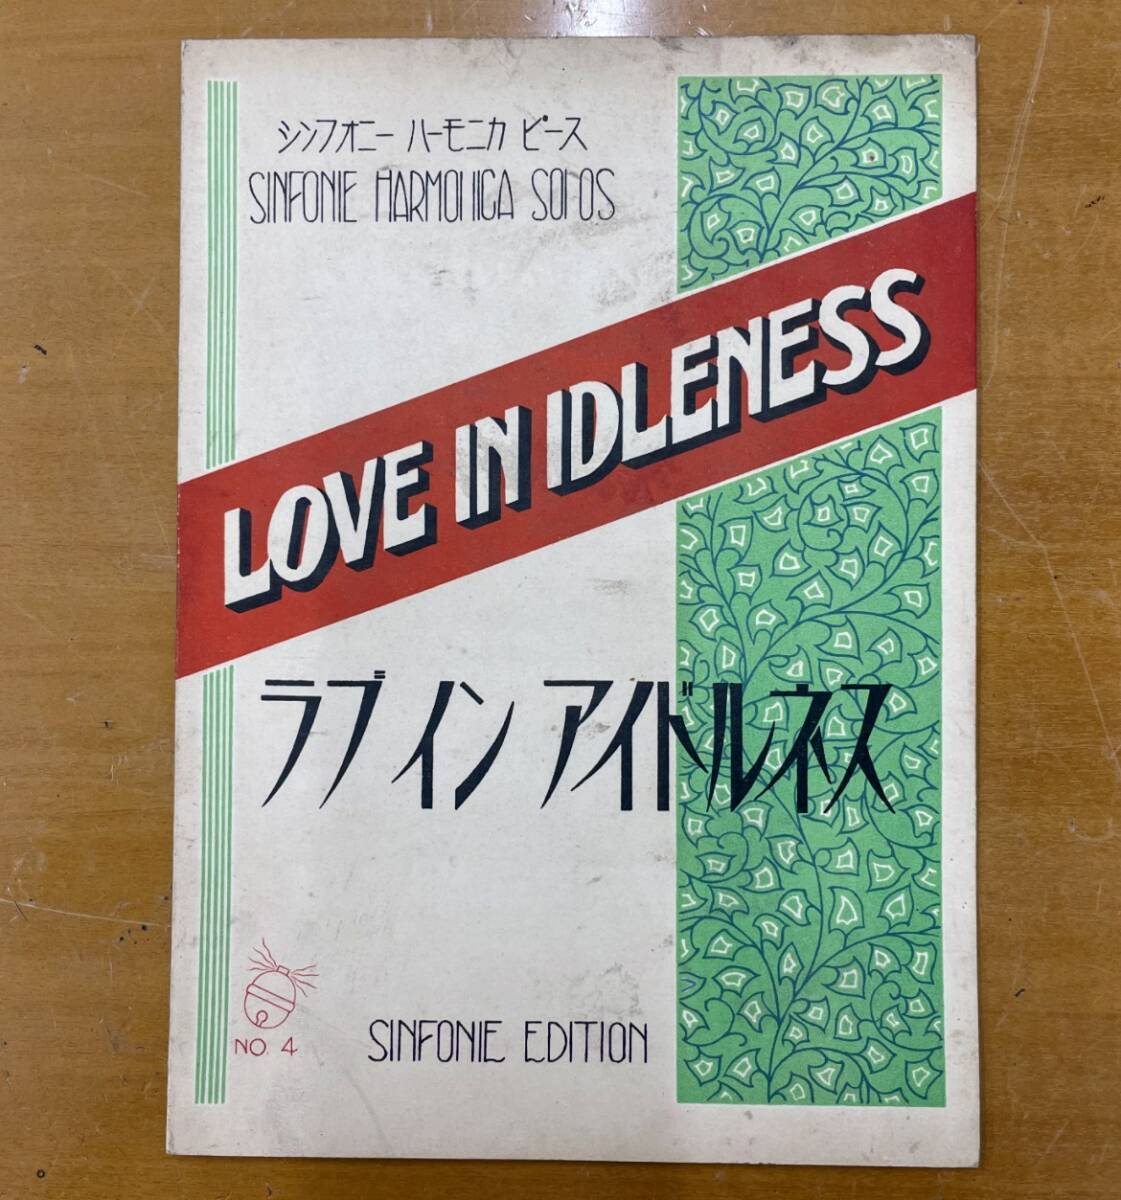 シンフォニー ハーモニカ ピース
SINFONIE HARMONICA SOLOS
LOVE IN IDLENESS
ラブ イン アイドルネス
NO. 4
SINFONIE EDITION